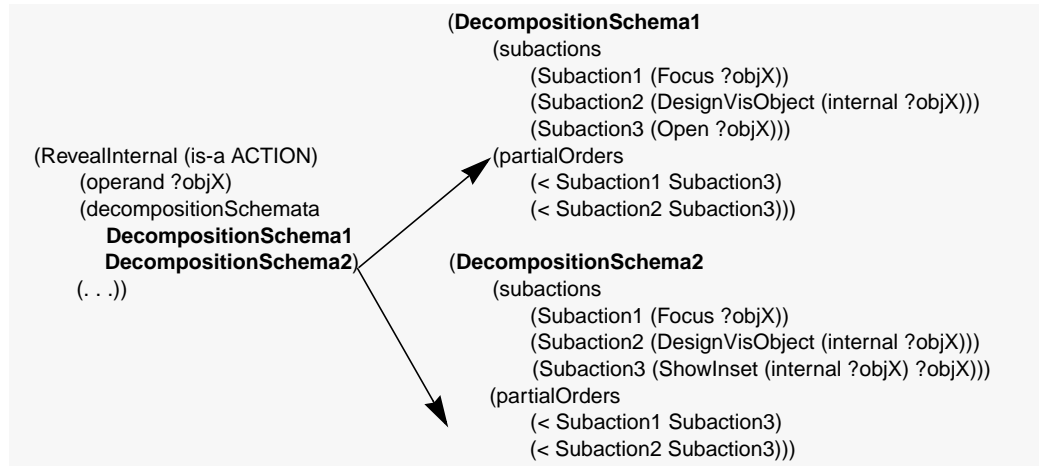 (RevealInternal (is-a ACTION)
(operand ?objX)
(decompositionSchemata
DecompositionSchema1
DecompositionSchema2)
(. . .))
(DecompositionSchema1
(subactions
(Subaction1 (Focus ?objX))
(Subaction2 (DesignVisObject (internal ?objX)))
(Subaction3 (Open ?objX)))
(partialOrders
(< Subaction1 Subaction3)
(< Subaction2 Subaction3)))
(DecompositionSchema2
(subactions
(Subaction1 (Focus ?objX))
(Subaction2 (DesignVisObject (internal ?objX)))
(Subaction3 (ShowInset (internal ?objX) ?objX)))
(partialOrders
(< Subaction1 Subaction3)
(< Subaction2 Subaction3)))